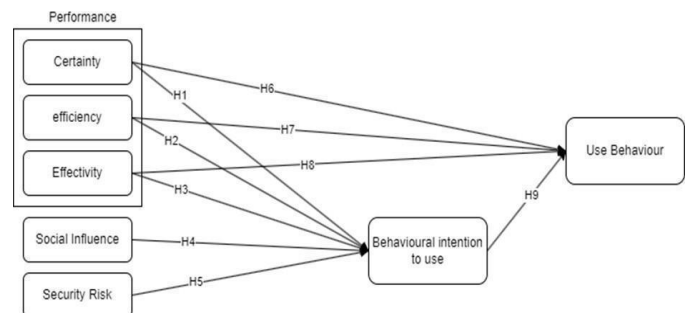 Performance
Certainty
H1
H6
efficiency
H2
H7
Effectivity
H3
H8
Use Behaviour
H9
Social Influence
H4
Behavioural intention
to use
Security Risk
H5